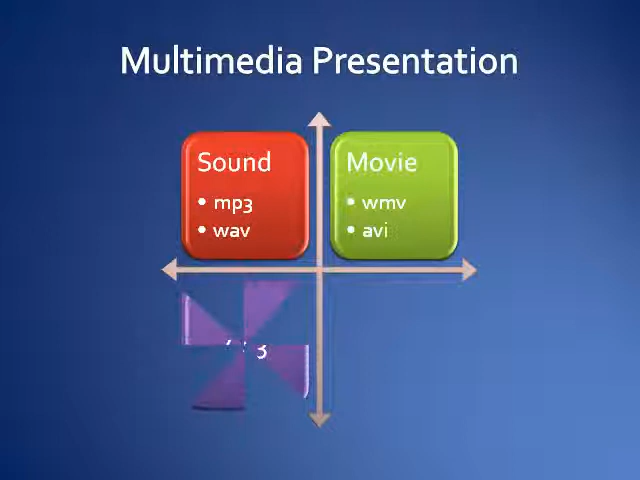 Multimedia Presentation
Sound
• mp3
• wav
Movie
• wmv
• avi